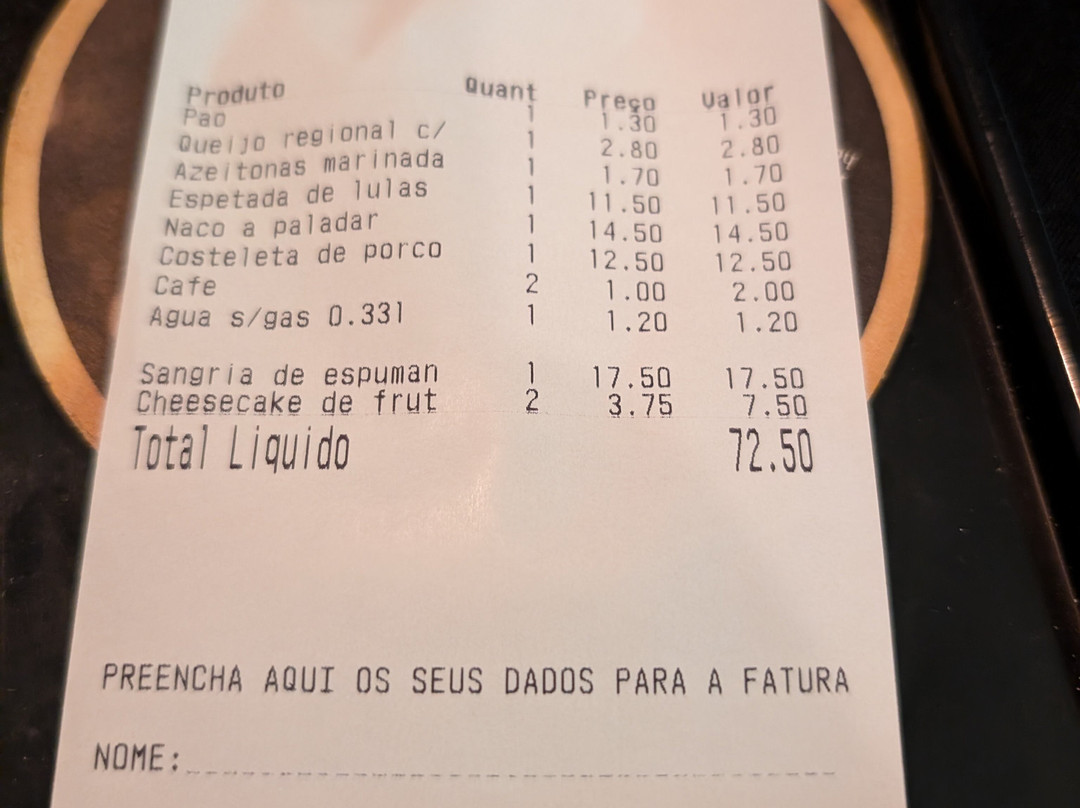 Produto Quant Preço Valor
Pao 1 1.30 1.30
Queijo regional c/ 1 2.80 2.80
Azeitonas marinada 1 1.70 1.70
Espetada de lulas 1 11.50 11.50
Naco a paladar 1 14.50 14.50
Costeleta de porco 1 12.50 12.50
Cafe 2 1.00 2.00
Agua s/gas 0.33l 1 1.20 1.20
Sangria de espuman 1 17.50 17.50
Cheesecake de frut 2 3.75 7.50
Total Liquido 72.50
PREENCHA AQUI OS SEUS DADOS PARA A FATURA
NOME: